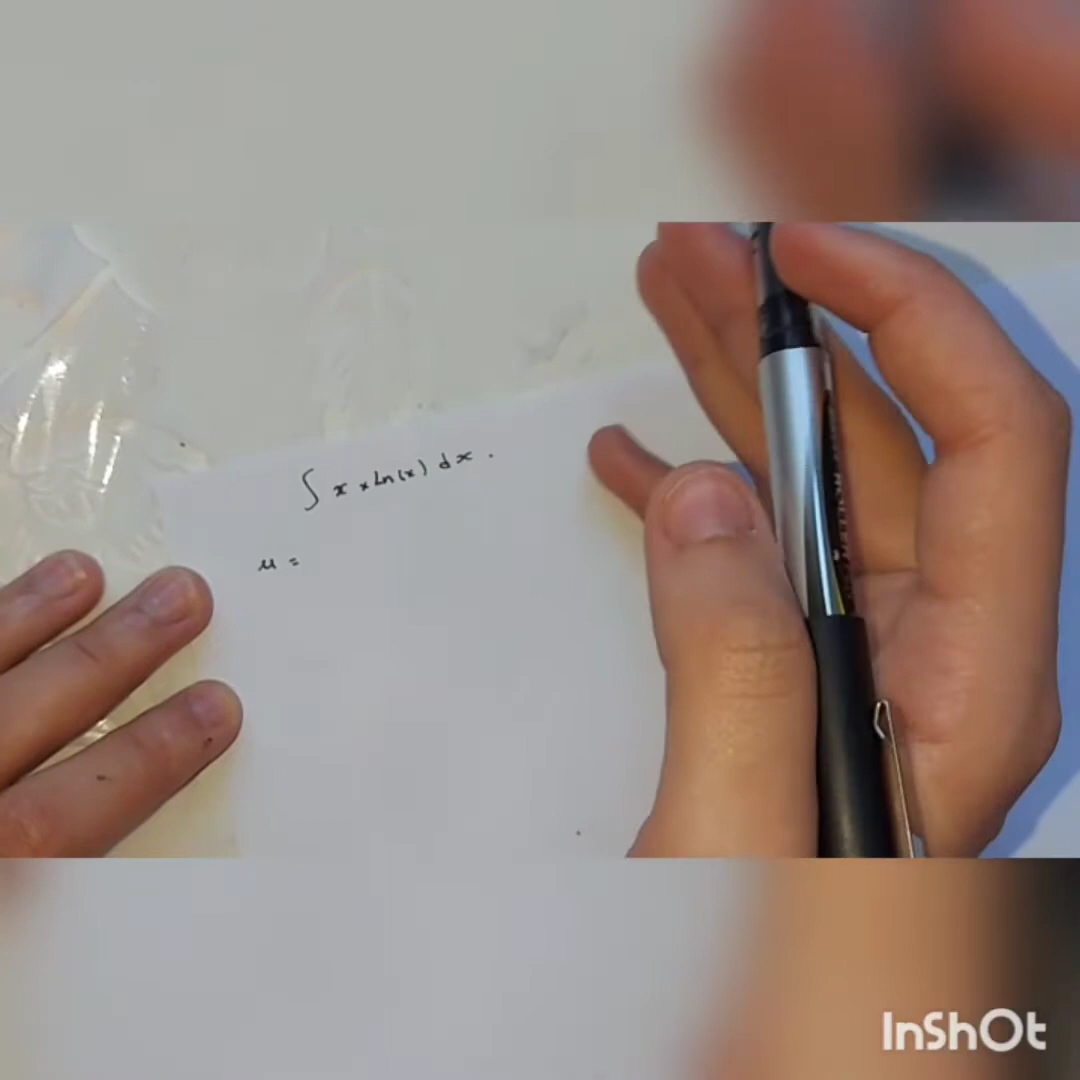 ∫ x × Ln(x) dx .
u =
InShOt